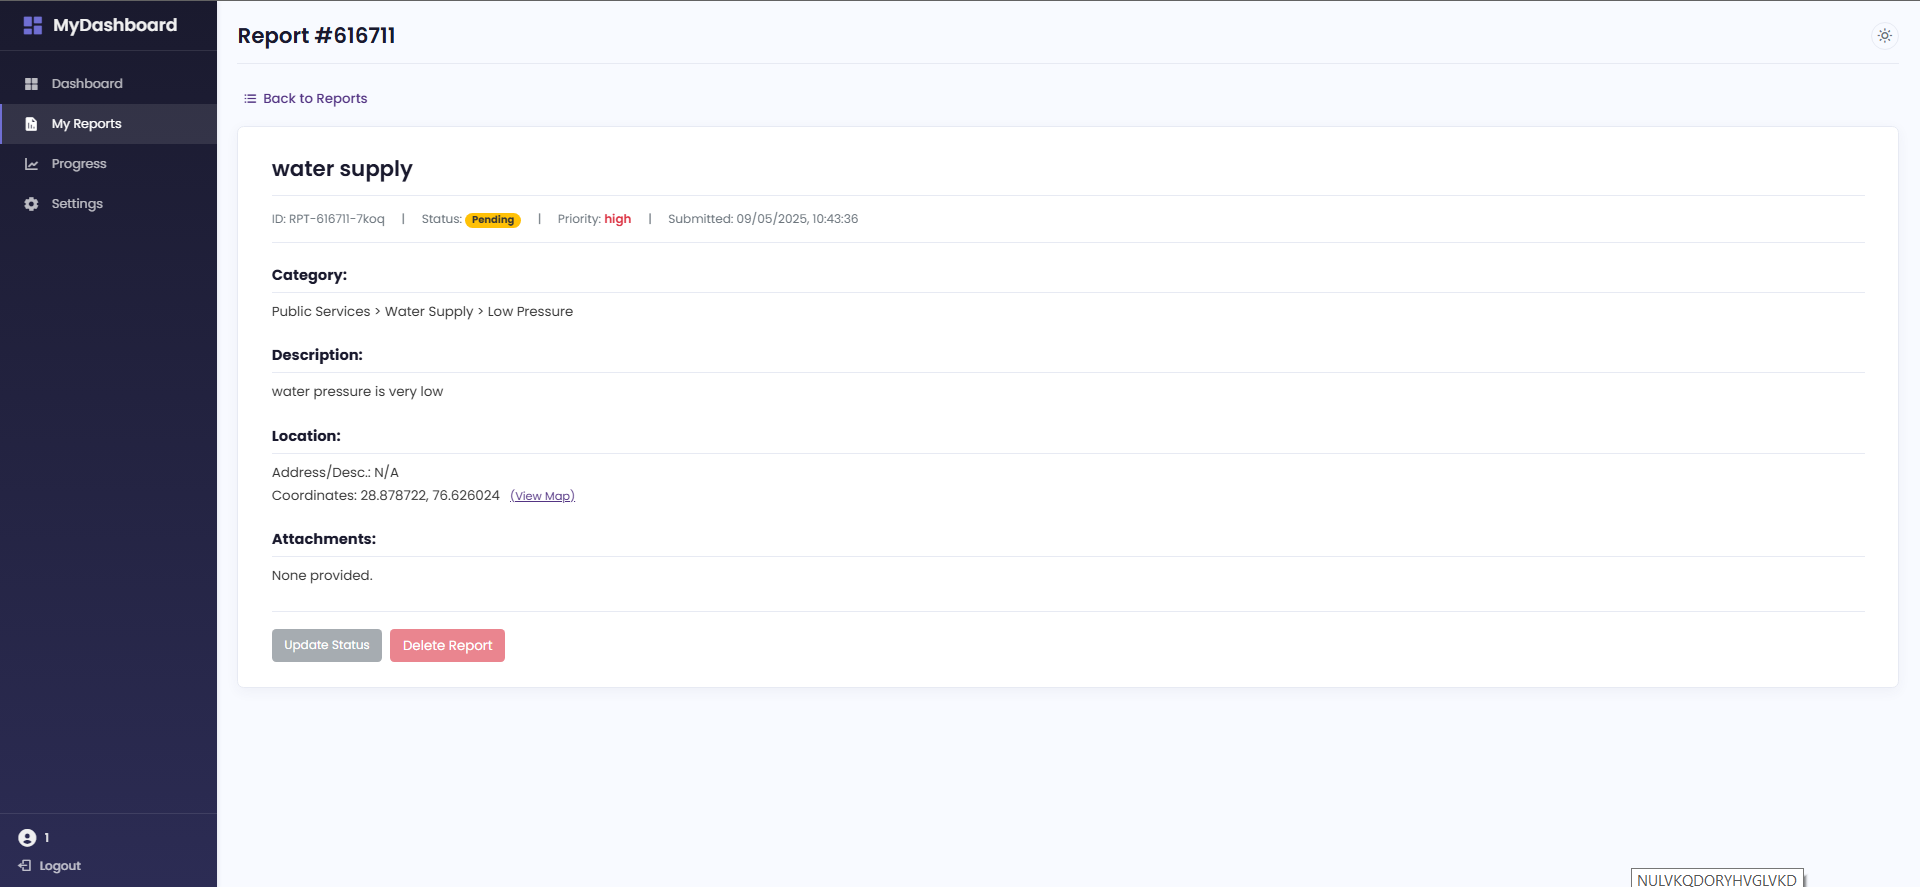 MyDashboard
Dashboard
My Reports
Progress
Settings
1
Logout
Report #616711
Back to Reports
water supply
ID: RPT-616711-7koq | Status: Pending | Priority: high | Submitted: 09/05/2025, 10:43:36
Category:
Public Services > Water Supply > Low Pressure
Description:
water pressure is very low
Location:
Address/Desc.: N/A
Coordinates: 28.878722, 76.626024 (View Map)
Attachments:
None provided.
Update Status Delete Report
NULVKQDORYHVGLVKD